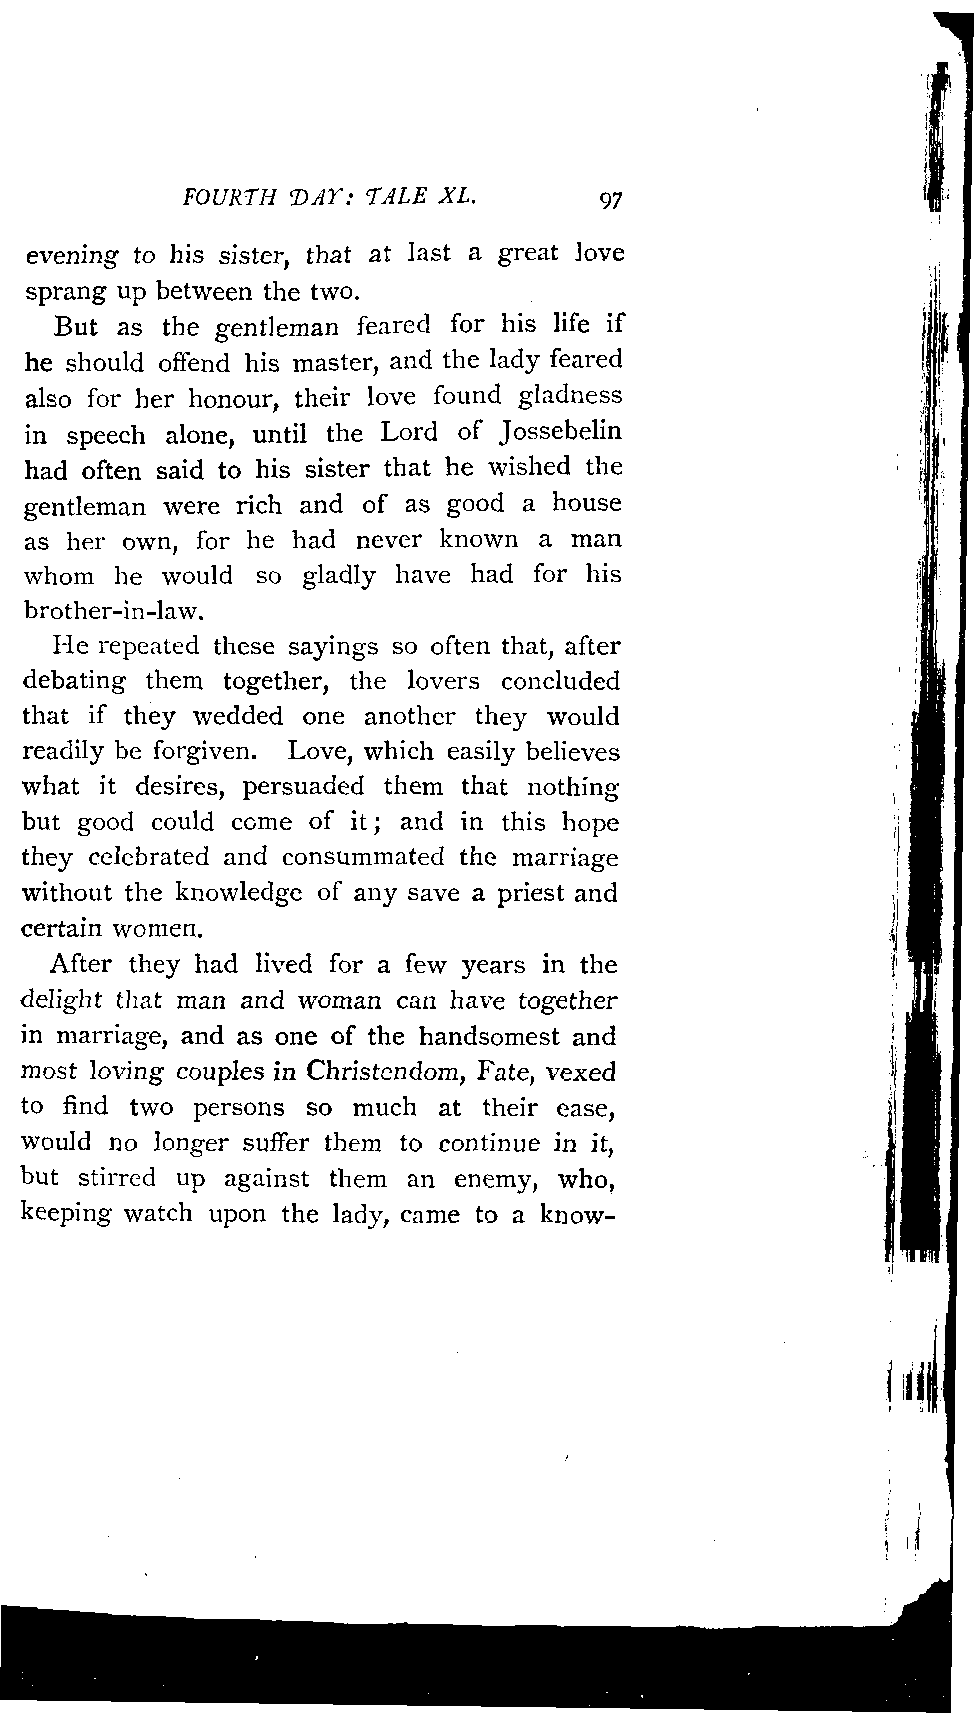 FOURTH DAY: TALE XL. 97
evening to his sister, that at last a great love
sprang up between the two.
But as the gentleman feared for his life if
he should offend his master, and the lady feared
also for her honour, their love found gladness
in speech alone, until the Lord of Jossebelin
had often said to his sister that he wished the
gentleman were rich and of as good a house
as her own, for he had never known a man
whom he would so gladly have had for his
brother-in-law.
He repeated these sayings so often that, after
debating them together, the lovers concluded
that if they wedded one another they would
readily be forgiven. Love, which easily believes
what it desires, persuaded them that nothing
but good could come of it; and in this hope
they celebrated and consummated the marriage
without the knowledge of any save a priest and
certain women.
After they had lived for a few years in the
delight that man and woman can have together
in marriage, and as one of the handsomest and
most loving couples in Christendom, Fate, vexed
to find two persons so much at their ease,
would no longer suffer them to continue in it,
but stirred up against them an enemy, who,
keeping watch upon the lady, came to a know-